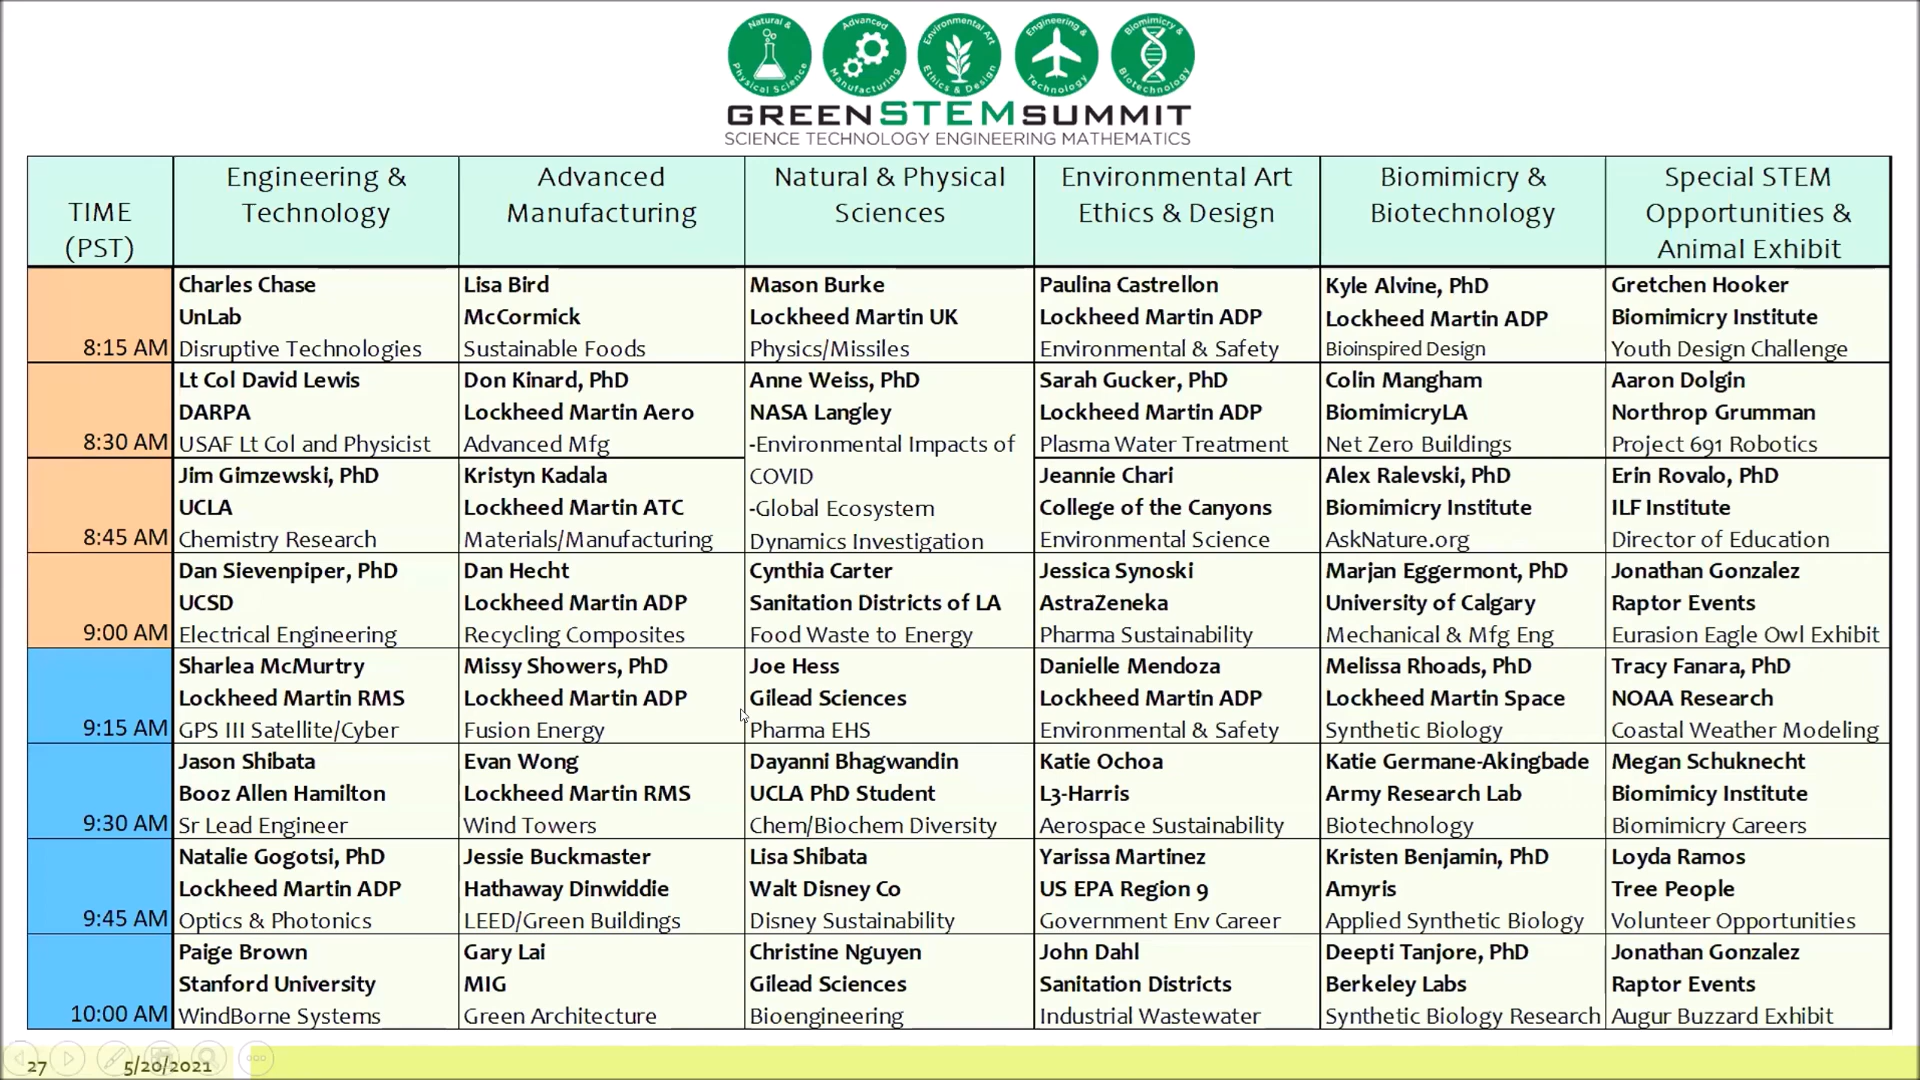 Natural & Physical Science
Advanced Manufacturing
Environmental Art Ethics & Design
Engineering & Technology
Biomimicry & Biotechnology
GREENSTEMSUMMIT
SCIENCE TECHNOLOGY ENGINEERING MATHEMATICS
TIME
(PST)
Engineering &
Technology
Advanced
Manufacturing
Natural & Physical
Sciences
Environmental Art
Ethics & Design
Biomimicry &
Biotechnology
Special STEM
Opportunities &
Animal Exhibit
8:15 AM
Charles Chase
UnLab
Disruptive Technologies
Lisa Bird
McCormick
Sustainable Foods
Mason Burke
Lockheed Martin UK
Physics/Missiles
Paulina Castrellon
Lockheed Martin ADP
Environmental & Safety
Kyle Alvine, PhD
Lockheed Martin ADP
Bioinspired Design
Gretchen Hooker
Biomimicry Institute
Youth Design Challenge
8:30 AM
Lt Col David Lewis
DARPA
USAF Lt Col and Physicist
Don Kinard, PhD
Lockheed Martin Aero
Advanced Mfg
Anne Weiss, PhD
NASA Langley
-Environmental Impacts of
COVID
-Global Ecosystem
Dynamics Investigation
Sarah Gucker, PhD
Lockheed Martin ADP
Plasma Water Treatment
Colin Mangham
BiomimicryLA
Net Zero Buildings
Aaron Dolgin
Northrop Grumman
Project 691 Robotics
8:45 AM
Jim Gimzewski, PhD
UCLA
Chemistry Research
Kristyn Kadala
Lockheed Martin ATC
Materials/Manufacturing
Jeannie Chari
College of the Canyons
Environmental Science
Alex Ralevski, PhD
Biomimicry Institute
AskNature.org
Erin Rovalo, PhD
ILF Institute
Director of Education
9:00 AM
Dan Sievenpiper, PhD
UCSD
Electrical Engineering
Dan Hecht
Lockheed Martin ADP
Recycling Composites
Cynthia Carter
Sanitation Districts of LA
Food Waste to Energy
Jessica Synoski
AstraZeneka
Pharma Sustainability
Marjan Eggermont, PhD
University of Calgary
Mechanical & Mfg Eng
Jonathan Gonzalez
Raptor Events
Eurasion Eagle Owl Exhibit
9:15 AM
Sharlea McMurtry
Lockheed Martin RMS
GPS III Satellite/Cyber
Missy Showers, PhD
Lockheed Martin ADP
Fusion Energy
Joe Hess
Gilead Sciences
Pharma EHS
Danielle Mendoza
Lockheed Martin ADP
Environmental & Safety
Melissa Rhoads, PhD
Lockheed Martin Space
Synthetic Biology
Tracy Fanara, PhD
NOAA Research
Coastal Weather Modeling
9:30 AM
Jason Shibata
Booz Allen Hamilton
Sr Lead Engineer
Evan Wong
Lockheed Martin RMS
Wind Towers
Dayanni Bhagwandin
UCLA PhD Student
Chem/Biochem Diversity
Katie Ochoa
L3-Harris
Aerospace Sustainability
Katie Germane-Akingbade
Army Research Lab
Biotechnology
Megan Schuknecht
Biomimicy Institute
Biomimicry Careers
9:45 AM
Natalie Gogotsi, PhD
Lockheed Martin ADP
Optics & Photonics
Jessie Buckmaster
Hathaway Dinwiddie
LEED/Green Buildings
Lisa Shibata
Walt Disney Co
Disney Sustainability
Yarissa Martinez
US EPA Region 9
Government Env Career
Kristen Benjamin, PhD
Amyris
Applied Synthetic Biology
Loyda Ramos
Tree People
Volunteer Opportunities
10:00 AM
Paige Brown
Stanford University
WindBorne Systems
Gary Lai
MIG
Green Architecture
Christine Nguyen
Gilead Sciences
Bioengineering
John Dahl
Sanitation Districts
Industrial Wastewater
Deepti Tanjore, PhD
Berkeley Labs
Synthetic Biology Research
Jonathan Gonzalez
Raptor Events
Augur Buzzard Exhibit
27
5/20/2021